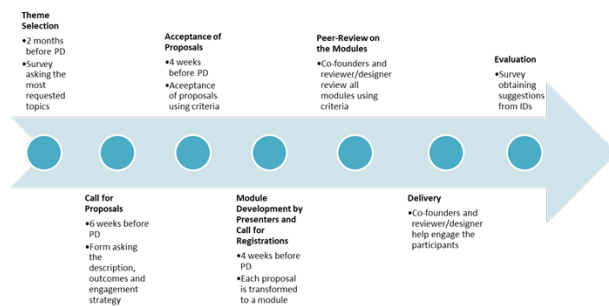 Theme
Selection
•2 months
before PD
•Survey
asking the
most
requested
topics
Call for
Proposals
•6 weeks before
PD
•Form asking
the
description,
outcomes and
engagement
strategy
Acceptance of
Proposals
•4 weeks
before PD
•Acceptance
of proposals
using criteria
Module
Development by
Presenters and
Call for
Registrations
•4 weeks before
PD
•Each proposal
is transformed
to a module
Peer-Review on
the Modules
•Co-founders and
reviewer/designer
review all
modules using
criteria
Delivery
•Co-founders and
reviewer/designer
help engage the
participants
Evaluation
•Survey
obtaining
suggestions
from IDs